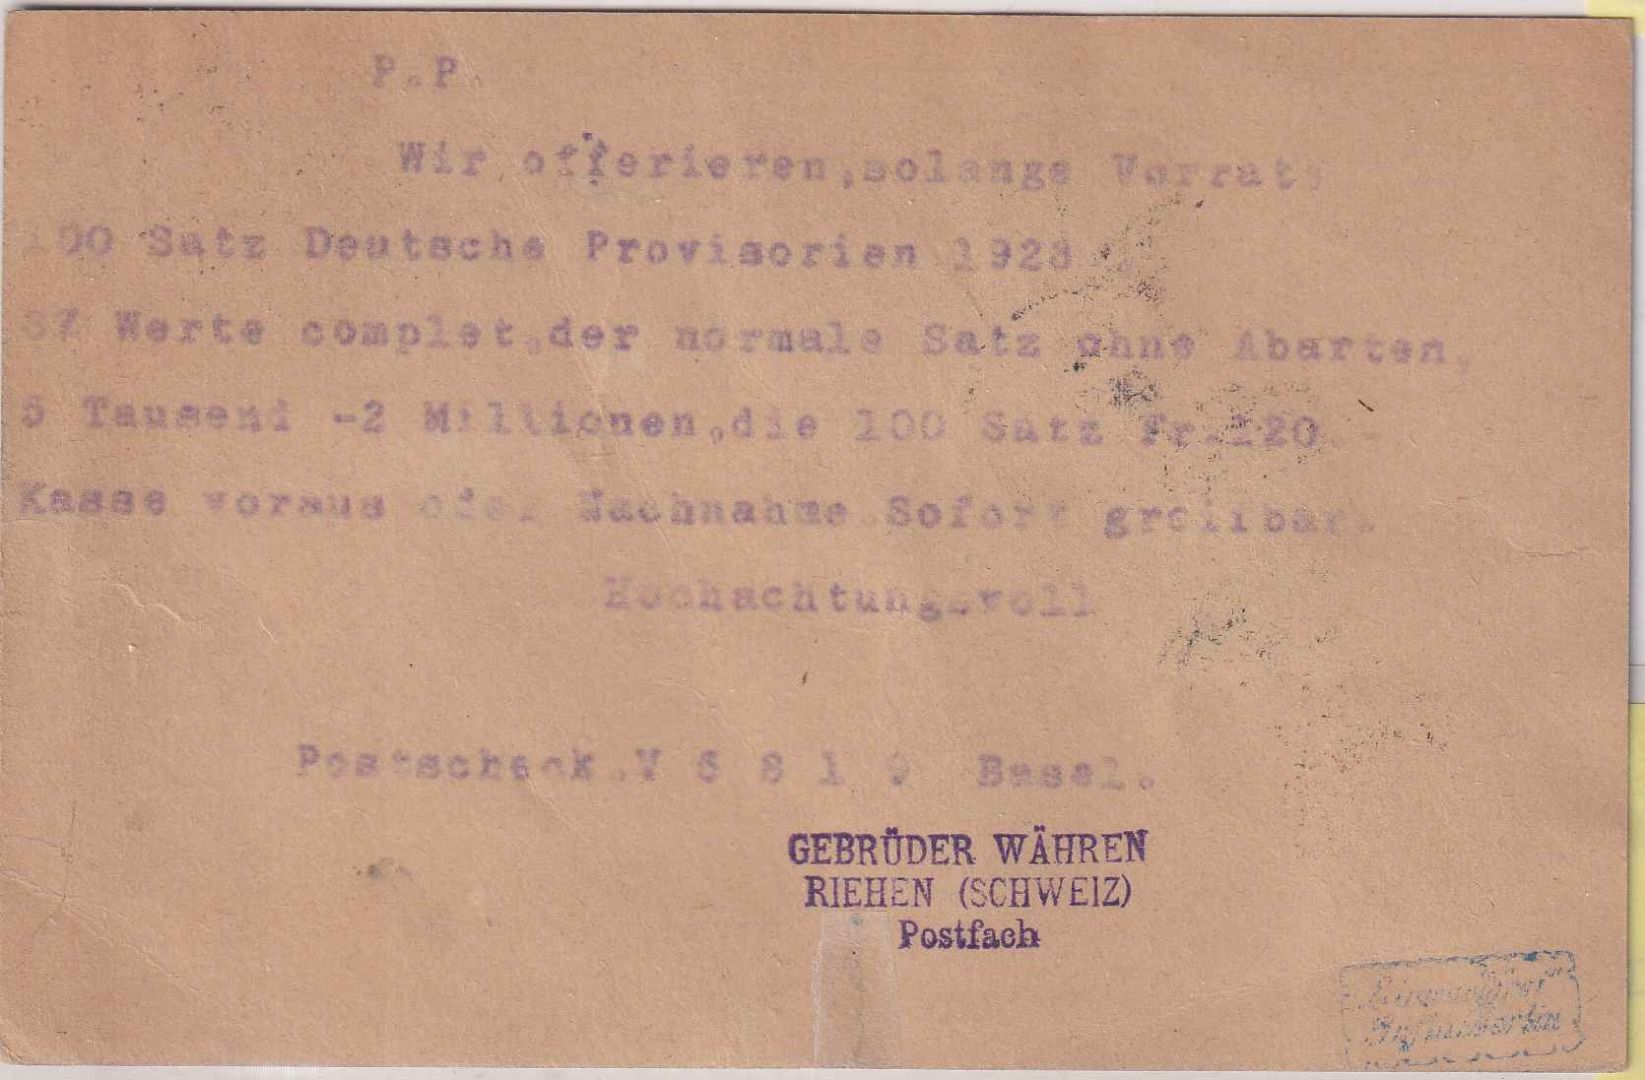 P.P.
Wir offerieren,solange Vorrat,
100 Satz Deutsche Provisorien 1923
37 Werte complet,der normale Satz ohne Abarten.
5 Tausend -2 Millionen,die 100 Satz Fr.120.-
Kasse voraus oder Nachnahme.Sofort greifbar.
Hochachtungsvoll
Postscheck.V 6 8 1 9 Basel.
GEBRÜDER WÄHREN
RIEHEN (SCHWEIZ)
Postfach